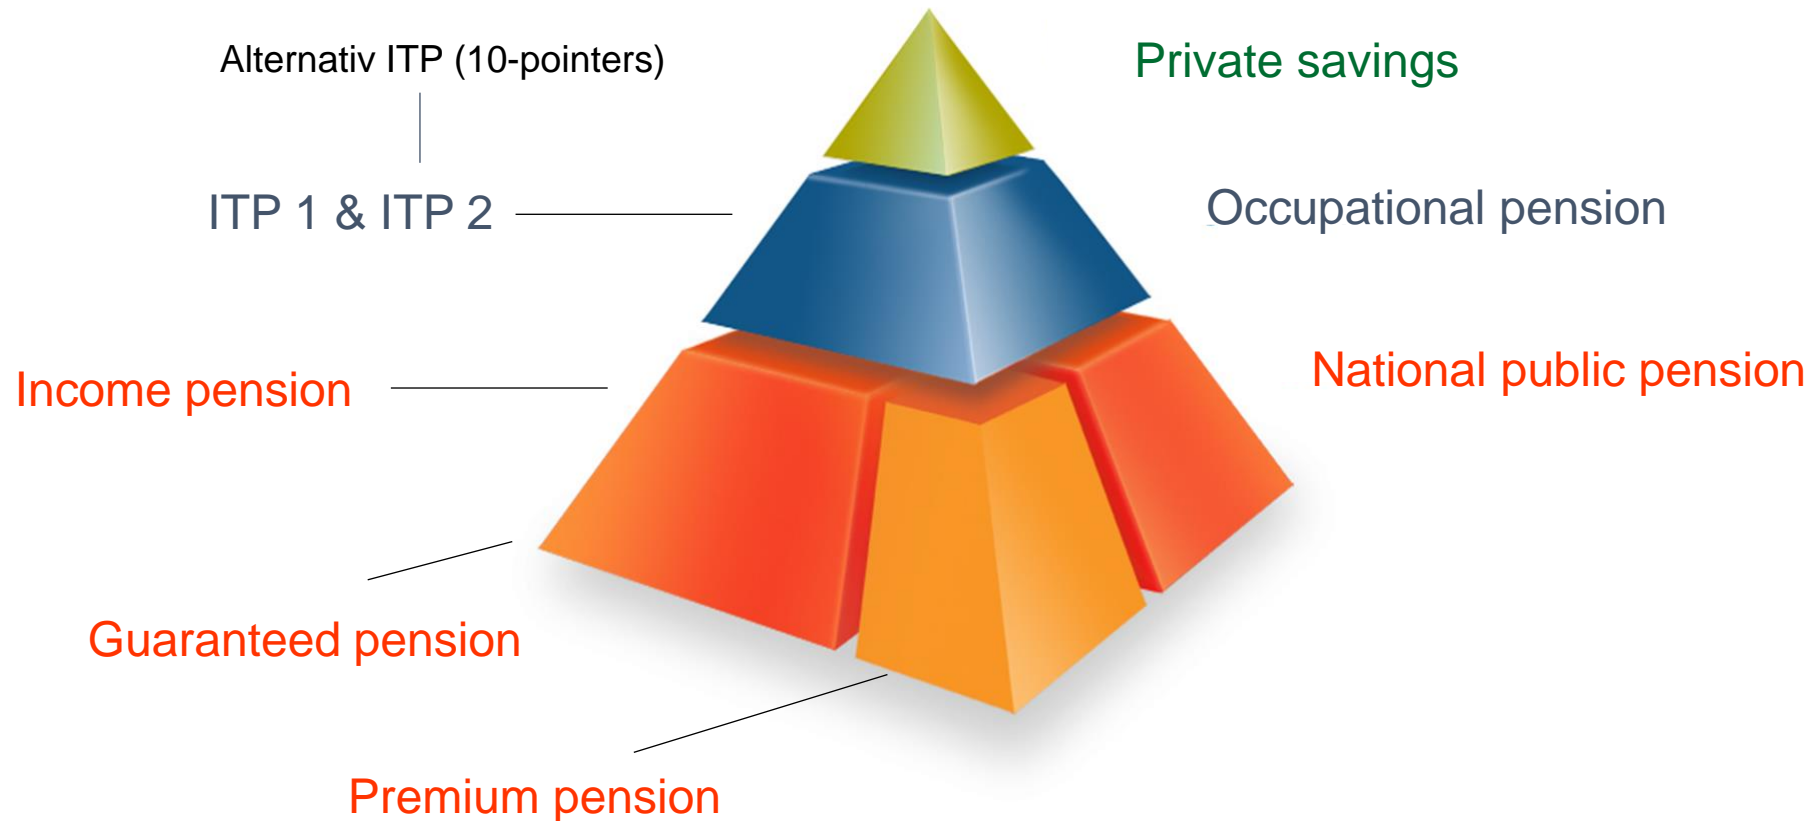 Alternativ ITP (10-pointers)
Private savings
ITP 1 & ITP 2
Occupational pension
Income pension
National public pension
Guaranteed pension
Premium pension